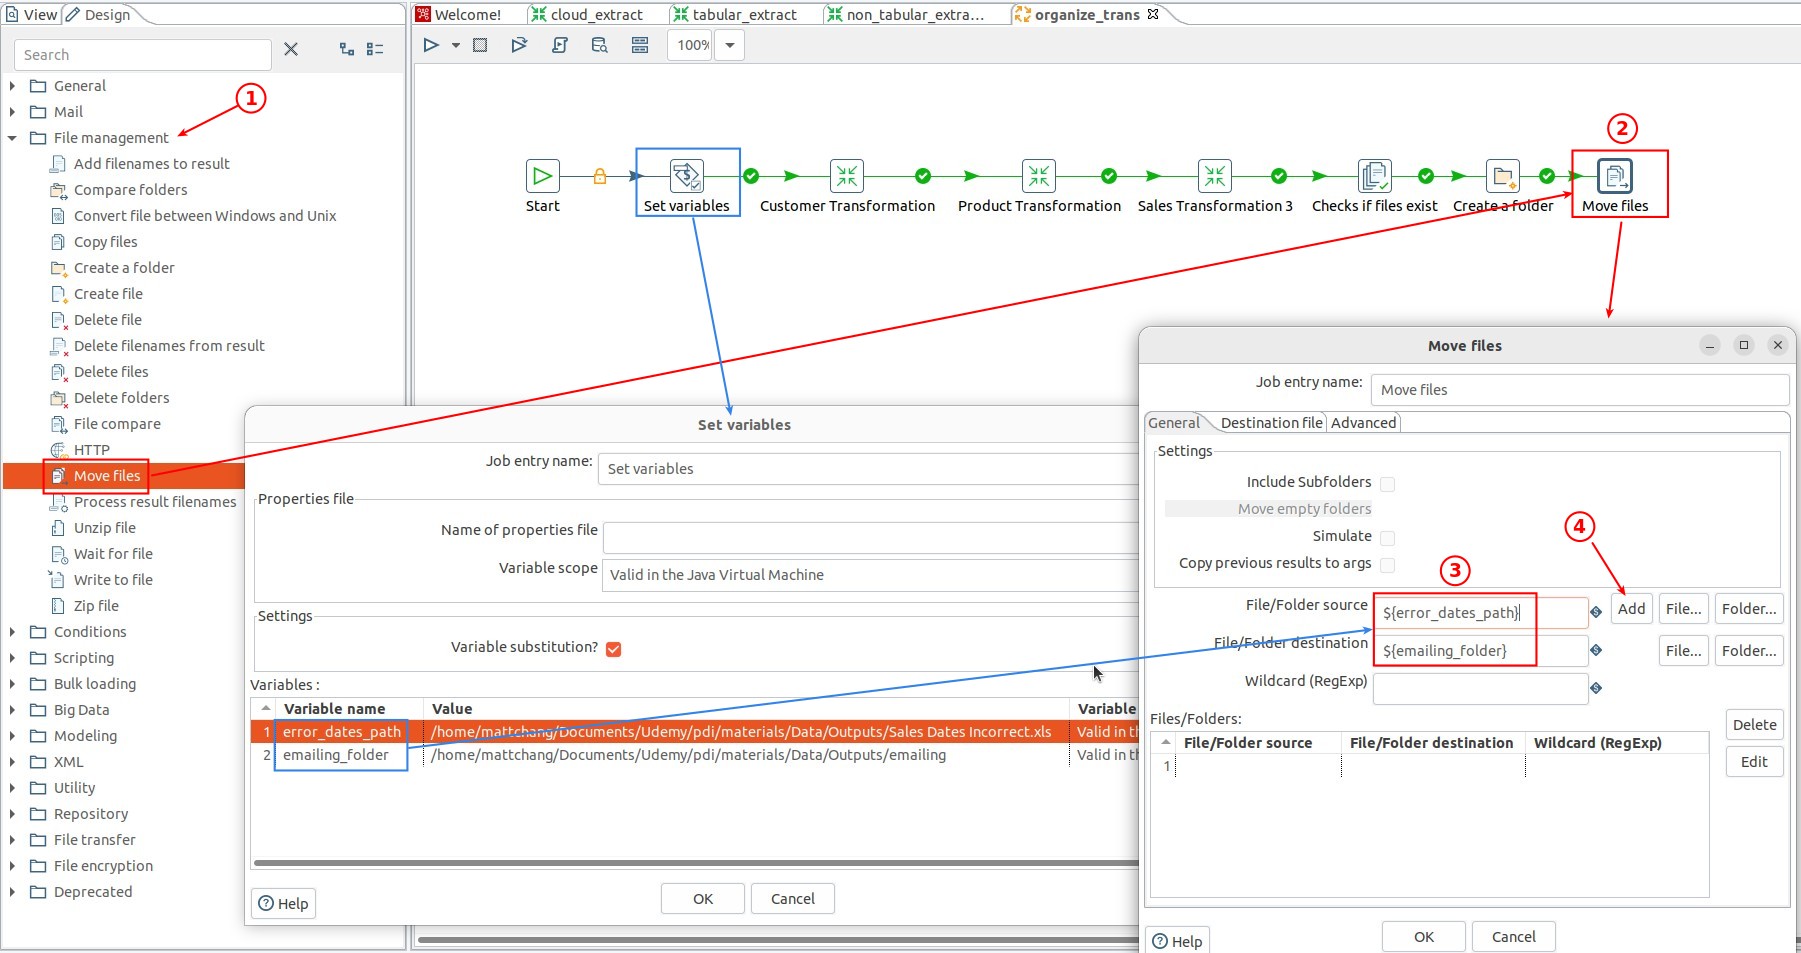 View Design
Welcome! cloud_extract tabular_extract non_tabular_extra... organize_trans
Search
100%
General
Mail
File management
Add filenames to result
Compare folders
Convert file between Windows and Unix
Copy files
Create a folder
Create file
Delete file
Delete filenames from result
Delete files
Delete folders
File compare
HTTP
Move files
Process result filenames
Unzip file
Wait for file
Write to file
Zip file
Conditions
Scripting
Bulk loading
Big Data
Modeling
XML
Utility
Repository
File transfer
File encryption
Deprecated
1
2
Start Set variables Customer Transformation Product Transformation Sales Transformation 3 Checks if files exist Create a folder Move files
Set variables
Job entry name: Set variables
Properties file
Name of properties file
Variable scope Valid in the Java Virtual Machine
Settings
Variable substitution?
Variables :
Variable name Value Variable
1 error_dates_path /home/mattchang/Documents/Udemy/pdi/materials/Data/Outputs/Sales Dates Incorrect.xls Valid in th
2 emailing_folder /home/mattchang/Documents/Udemy/pdi/materials/Data/Outputs/emailing Valid in th
Help OK Cancel
Move files
Job entry name: Move files
General Destination file Advanced
Settings
Include Subfolders
Move empty folders
Simulate
Copy previous results to args
3
4
File/Folder source ${error_dates_path} Add File... Folder...
File/Folder destination ${emailing_folder} File... Folder...
Wildcard (RegExp)
Files/Folders:
File/Folder source File/Folder destination Wildcard (RegExp)
1
Delete
Edit
Help OK Cancel